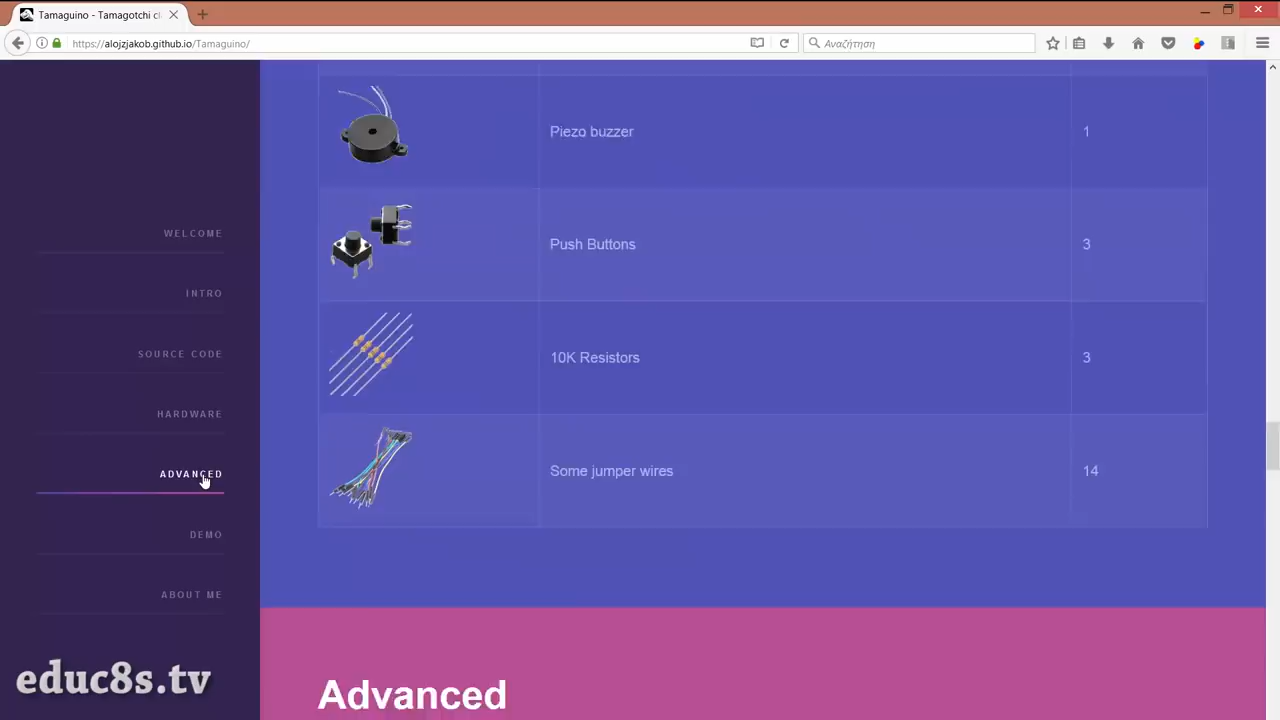 Tamaguino - Tamagotchi cl
https://alojzjakob.github.io/Tamaguino/
Αναζήτηση
WELCOME
INTRO
SOURCE CODE
HARDWARE
ADVANCED
DEMO
ABOUT ME
Piezo buzzer 1
Push Buttons 3
10K Resistors 3
Some jumper wires 14
Advanced
educ8s.tv